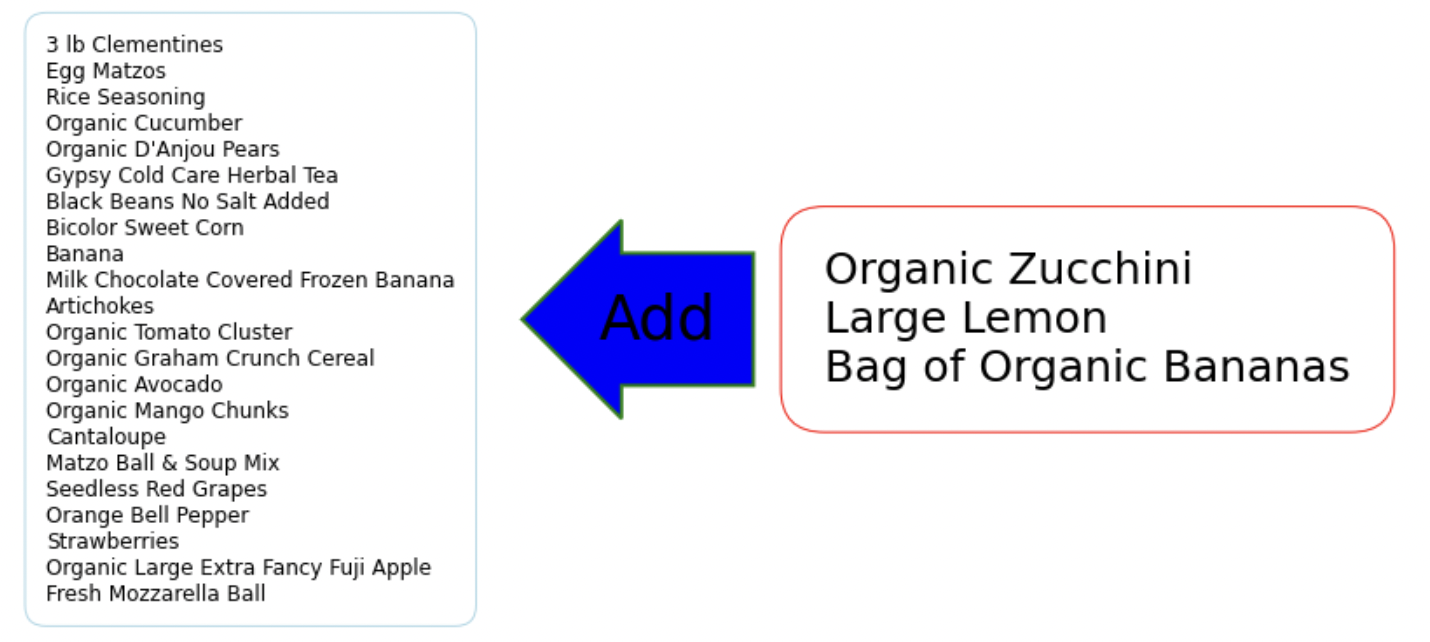 3 lb Clementines
Egg Matzos
Rice Seasoning
Organic Cucumber
Organic D'Anjou Pears
Gypsy Cold Care Herbal Tea
Black Beans No Salt Added
Bicolor Sweet Corn
Banana
Milk Chocolate Covered Frozen Banana
Artichokes
Organic Tomato Cluster
Organic Graham Crunch Cereal
Organic Avocado
Organic Mango Chunks
Cantaloupe
Matzo Ball & Soup Mix
Seedless Red Grapes
Orange Bell Pepper
Strawberries
Organic Large Extra Fancy Fuji Apple
Fresh Mozzarella Ball
Add
Organic Zucchini
Large Lemon
Bag of Organic Bananas